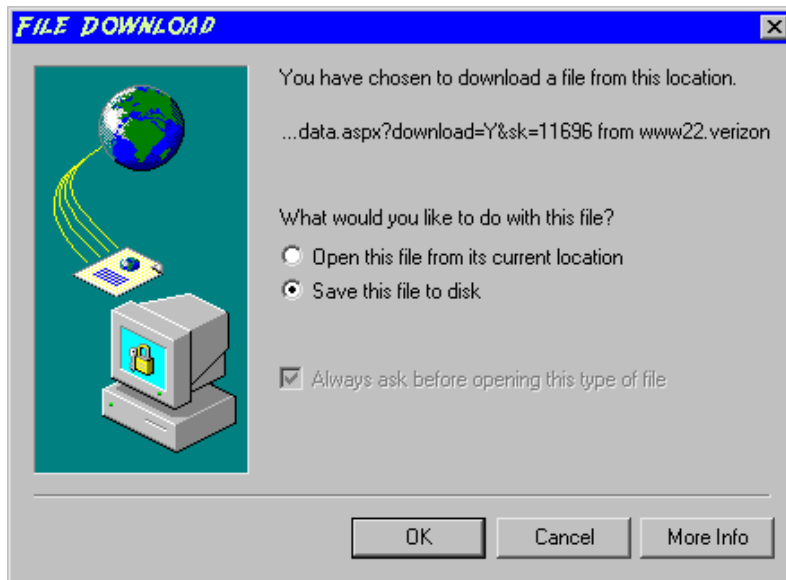 FILE DOWNLOAD
You have chosen to download a file from this location.
...data.aspx?download=Y&sk=11696 from www22.verizon
What would you like to do with this file?
Open this file from its current location
Save this file to disk
Always ask before opening this type of file
OK Cancel More Info